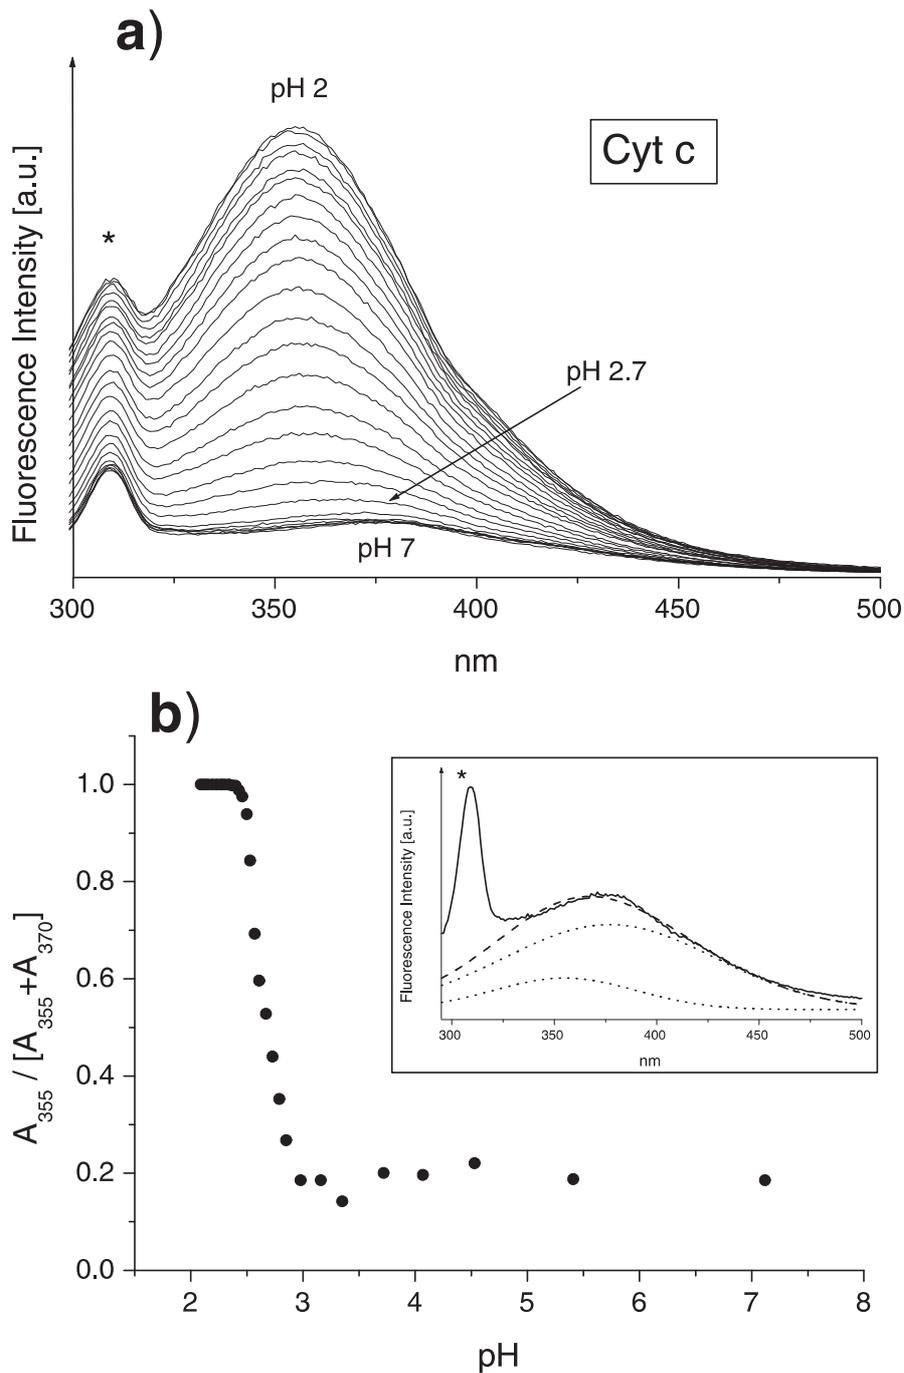 a)
pH 2
Cyt c
*
pH 2.7
pH 7
Fluorescence Intensity [a.u.]
300 350 400 450 500
nm
b)
1.0
0.8
0.6
0.4
0.2
0.0
A355 / [A355+A370]
*
Fluorescence Intensity [a.u.]
300 350 400 450 500
nm
2 3 4 5 6 7 8
pH